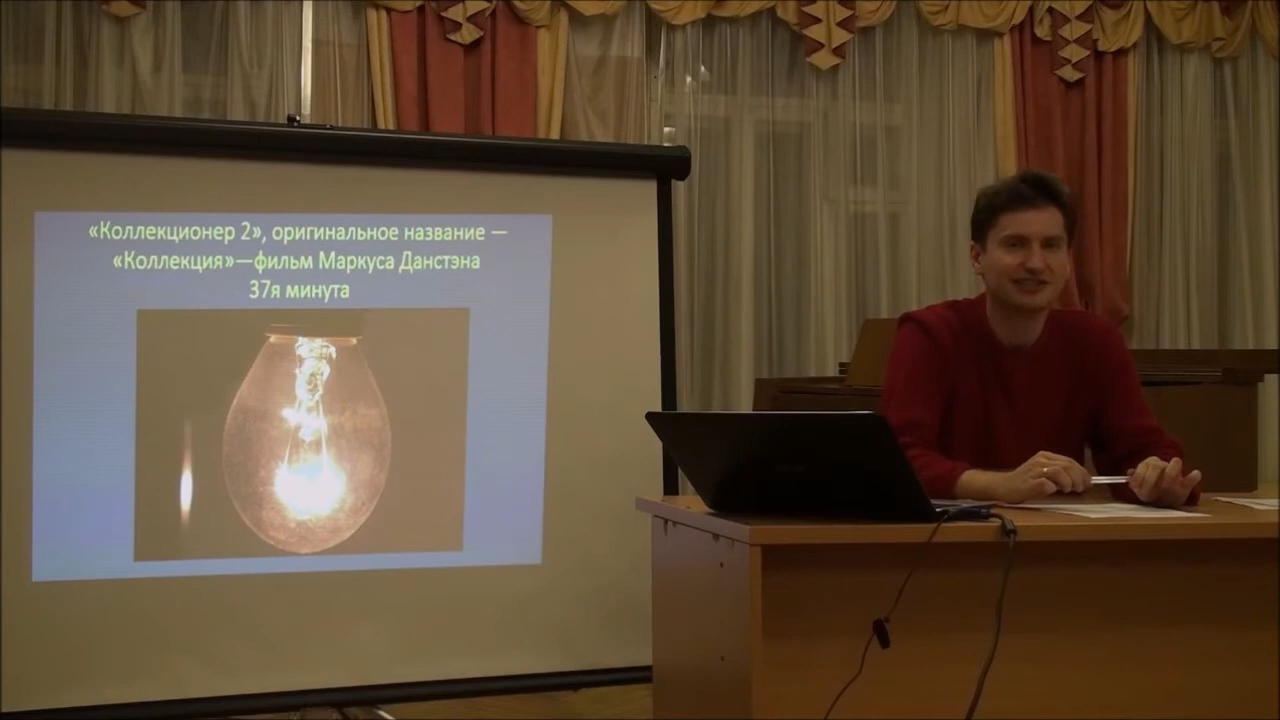 «Коллекционер 2», оригинальное название —
«Коллекция»—фильм Маркуса Данстэна
37я минута